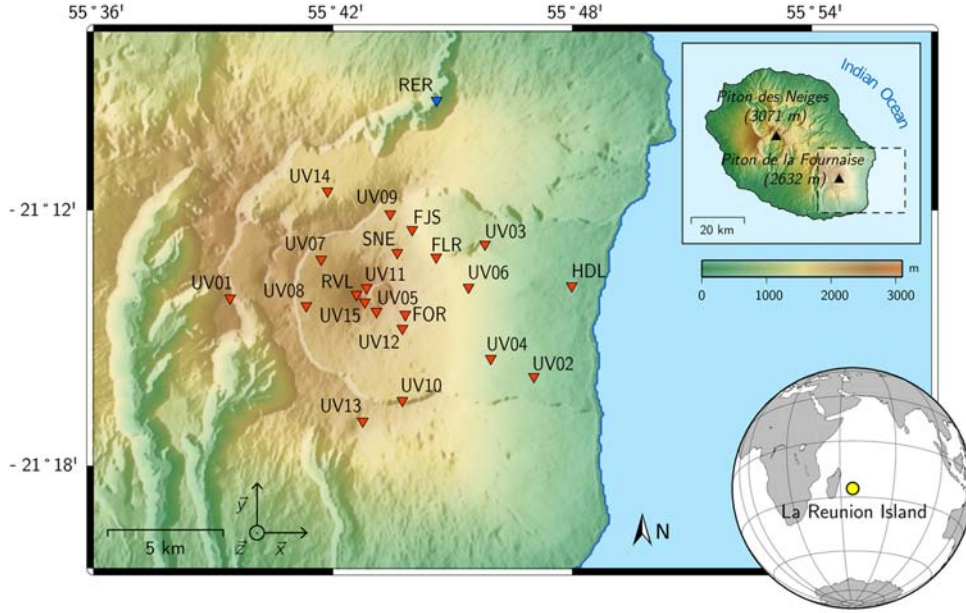 55°36' 55°42' 55°48' 55°54'
RER
Indian Ocean
Piton des Neiges
(3071 m)
Piton de la Fournaise
(2632 m)
20 km
UV14
UV09
- 21°12'
FJS
UV03
SNE
FLR
UV07
m
0 1000 2000 3000
UV11
UV06
HDL
RVL
UV01
UV08
UV05
UV15
FOR
UV12
UV04
UV02
UV10
UV13
- 21°18'
y
z x
5 km
N
La Reunion Island